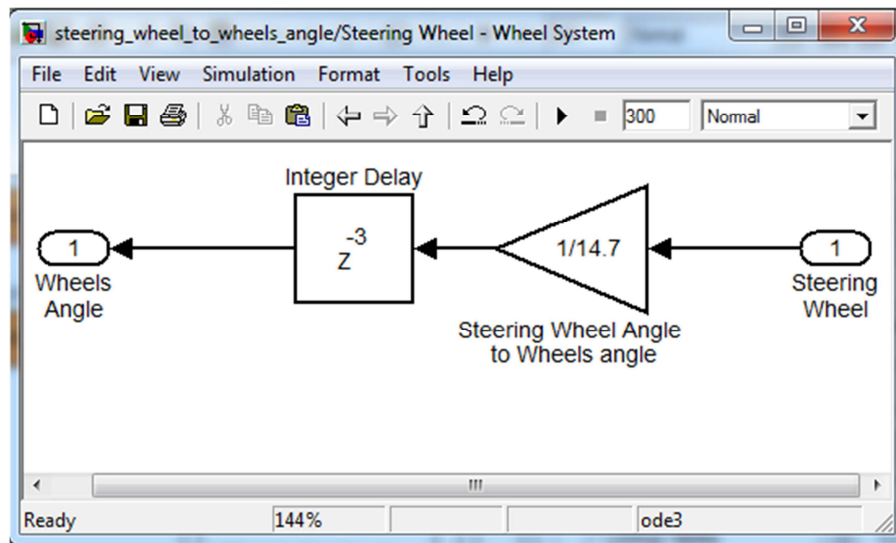 steering_wheel_to_wheels_angle/Steering Wheel - Wheel System
File Edit View Simulation Format Tools Help
300 Normal
Integer Delay
-3
Z
1/14.7
1
1
Wheels
Angle
Steering
Wheel
Steering Wheel Angle
to Wheels angle
Ready 144% ode3